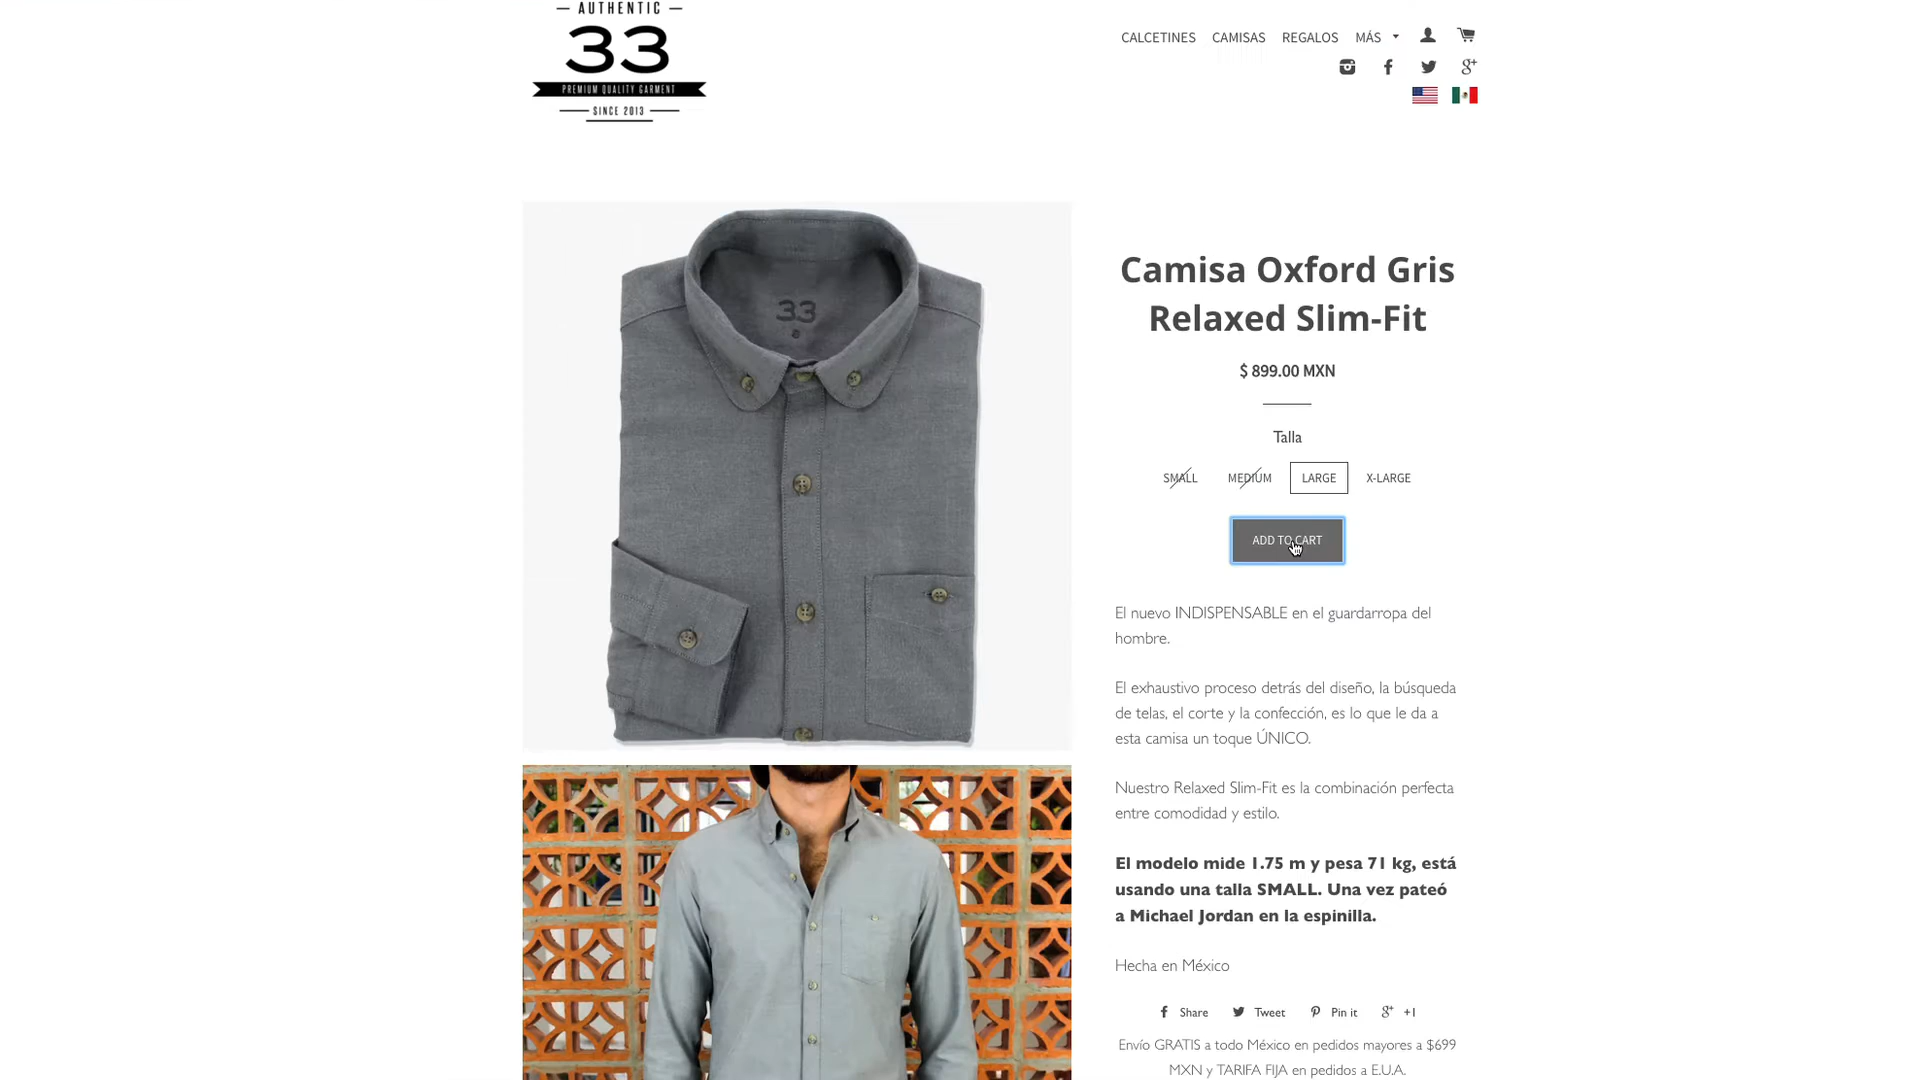 AUTHENTIC
33
PREMIUM QUALITY GARMENT
SINCE 2013
CALCETINES CAMISAS REGALOS MÁS
33
Camisa Oxford Gris
Relaxed Slim-Fit
$ 899.00 MXN
Talla
SMALL MEDIUM LARGE X-LARGE
ADD TO CART
El nuevo INDISPENSABLE en el guardarropa del
hombre.
El exhaustivo proceso detrás del diseño, la búsqueda
de telas, el corte y la confección, es lo que le da a
esta camisa un toque ÚNICO.
Nuestro Relaxed Slim-Fit es la combinación perfecta
entre comodidad y estilo.
El modelo mide 1.75 m y pesa 71 kg, está
usando una talla SMALL. Una vez pateó
a Michael Jordan en la espinilla.
Hecha en México
Share Tweet Pin it +1
Envío GRATIS a todo México en pedidos mayores a $699
MXN y TARIFA FIJA en pedidos a E.U.A.